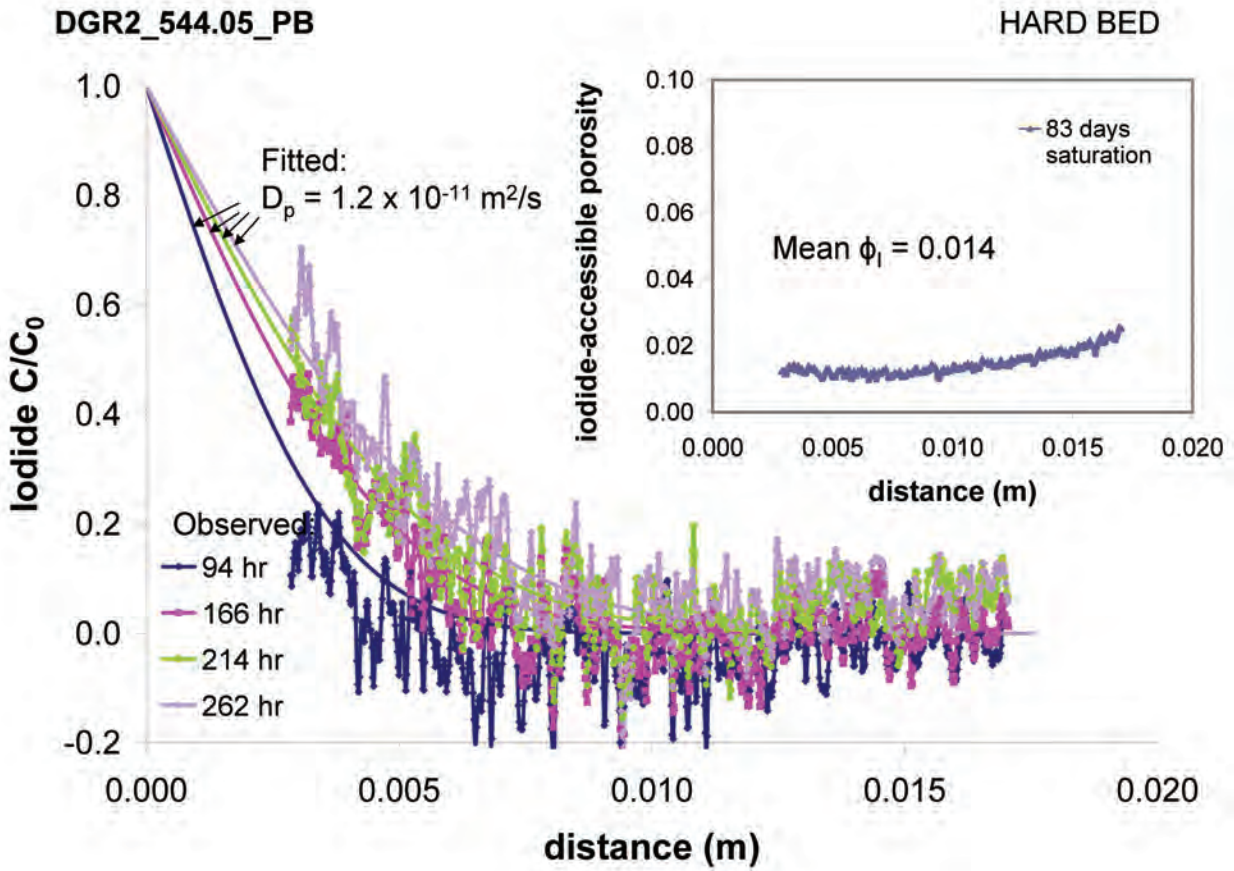 DGR2_544.05_PB
HARD BED
Iodide C/C₀
1.0
0.8
0.6
0.4
0.2
0.0
-0.2
0.000
0.005
0.010
0.015
0.020
distance (m)
Fitted:
Dₚ = 1.2 x 10⁻¹¹ m²/s
Observed:
94 hr
166 hr
214 hr
262 hr
iodide-accessible porosity
0.10
0.08
0.06
0.04
0.02
0.00
0.000
0.005
0.010
0.015
0.020
distance (m)
83 days
saturation
Mean ϕI = 0.014